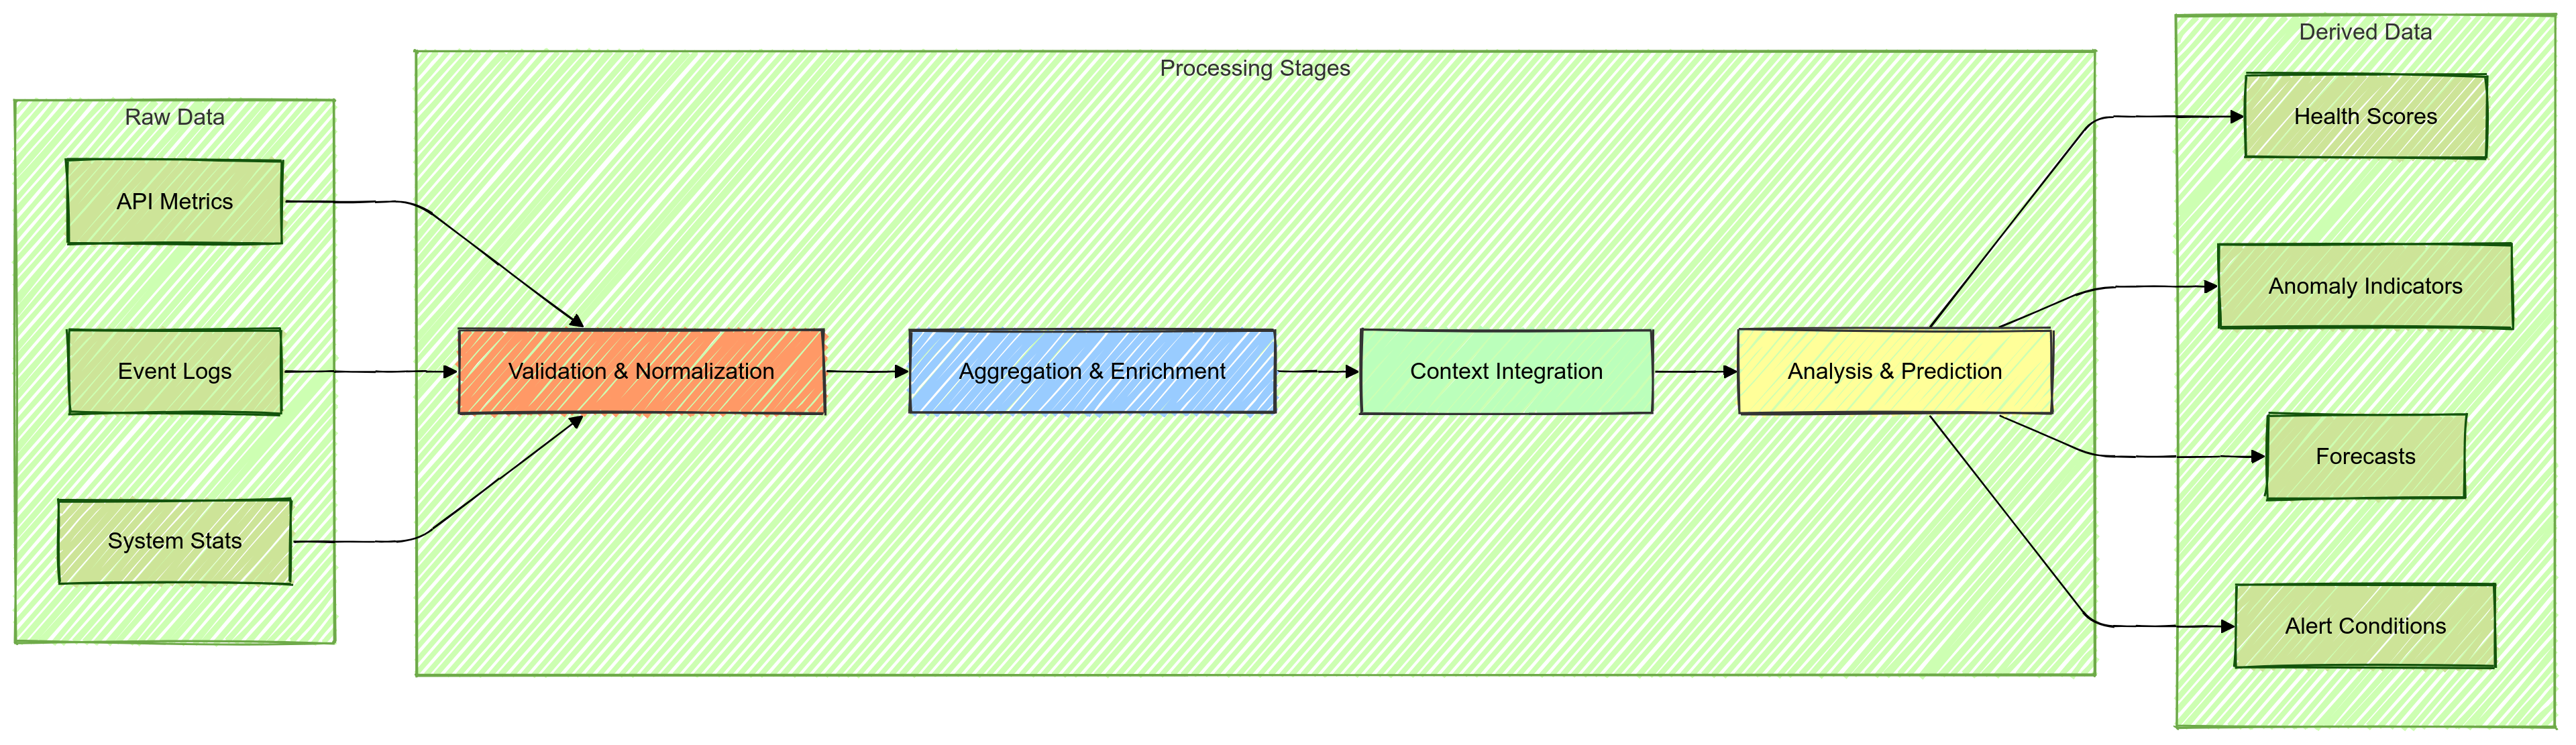 Raw Data
API Metrics
Event Logs
System Stats
Processing Stages
Validation & Normalization
Aggregation & Enrichment
Context Integration
Analysis & Prediction
Derived Data
Health Scores
Anomaly Indicators
Forecasts
Alert Conditions